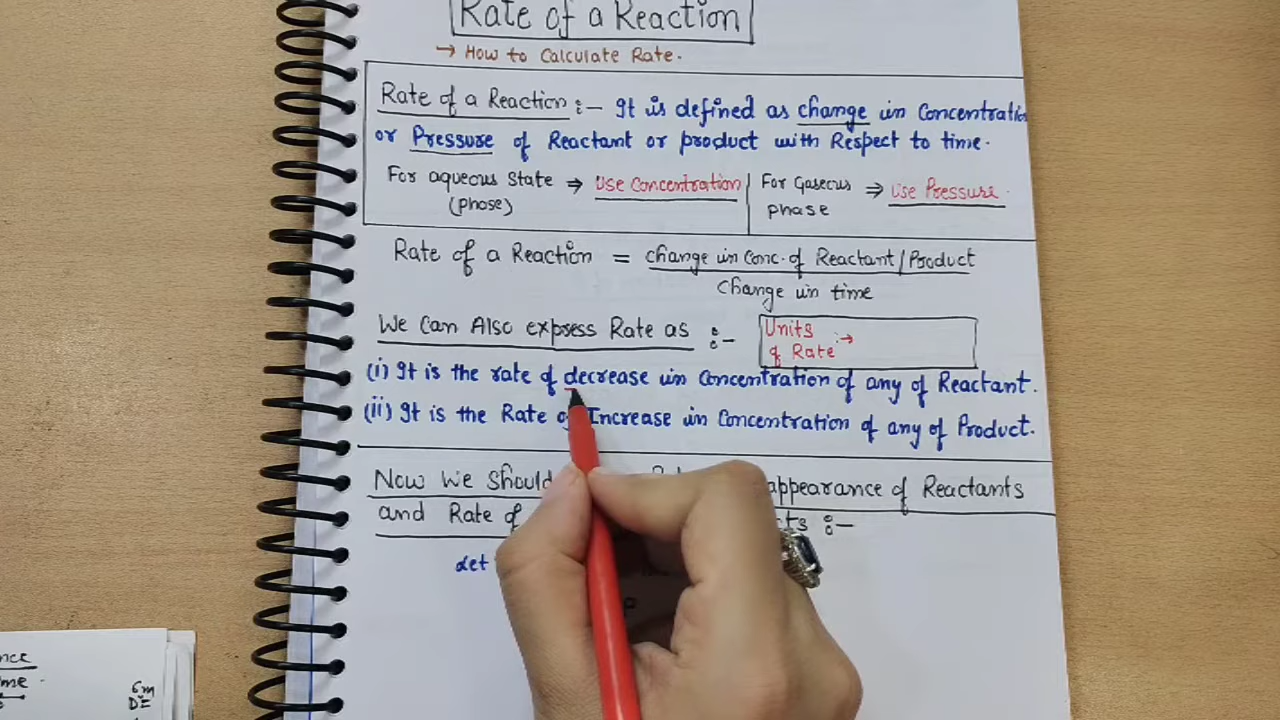 Rate of a Reaction
→ How to Calculate Rate.
Rate of a Reaction :- It is defined as change in Concentration
or Pressure of Reactant or product with Respect to time.
For aqueous state ⇒ Use Concentration
(phase)
For Gaseous ⇒ Use Pressure.
phase
Rate of a Reaction = change in Conc. of Reactant/Product
Change in time
We Can Also express Rate as :-
Units
of Rate :→
(i) It is the rate of decrease in Concentration of any of Reactant.
(ii) It is the Rate of Increase in Concentration of any of Product.
Now We Should appearance of Reactants
and Rate of :-
Let